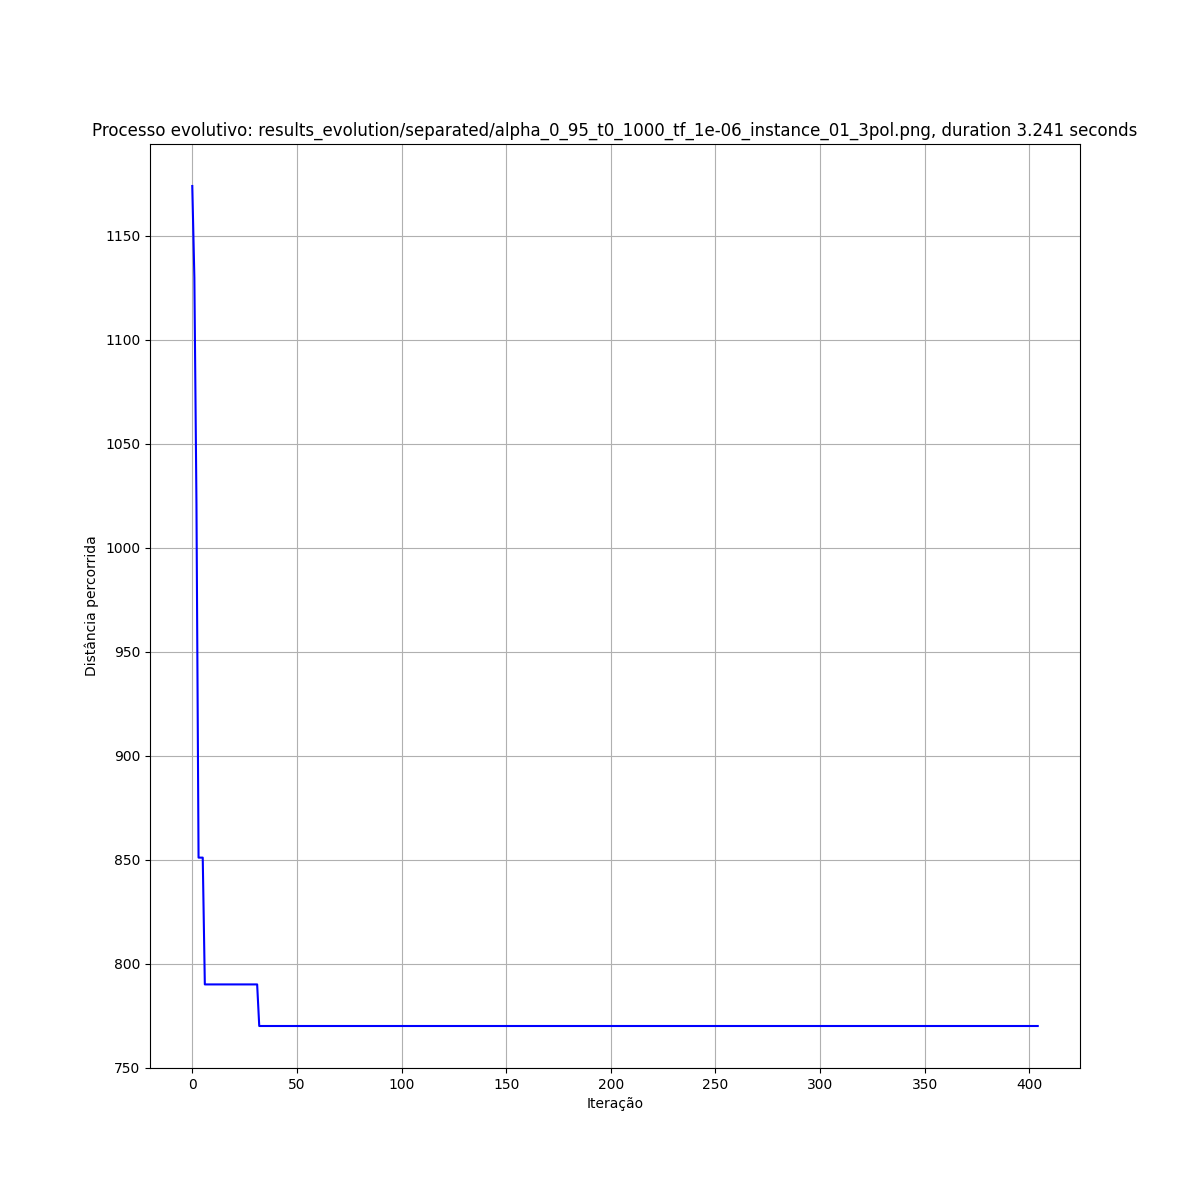 Processo evolutivo: results_evolution/separated/alpha_0_95_t0_1000_tf_1e-06_instance_01_3pol.png, duration 3.241 seconds
Distância percorrida
1150
1100
1050
1000
950
900
850
800
750
0 50 100 150 200 250 300 350 400
Iteração